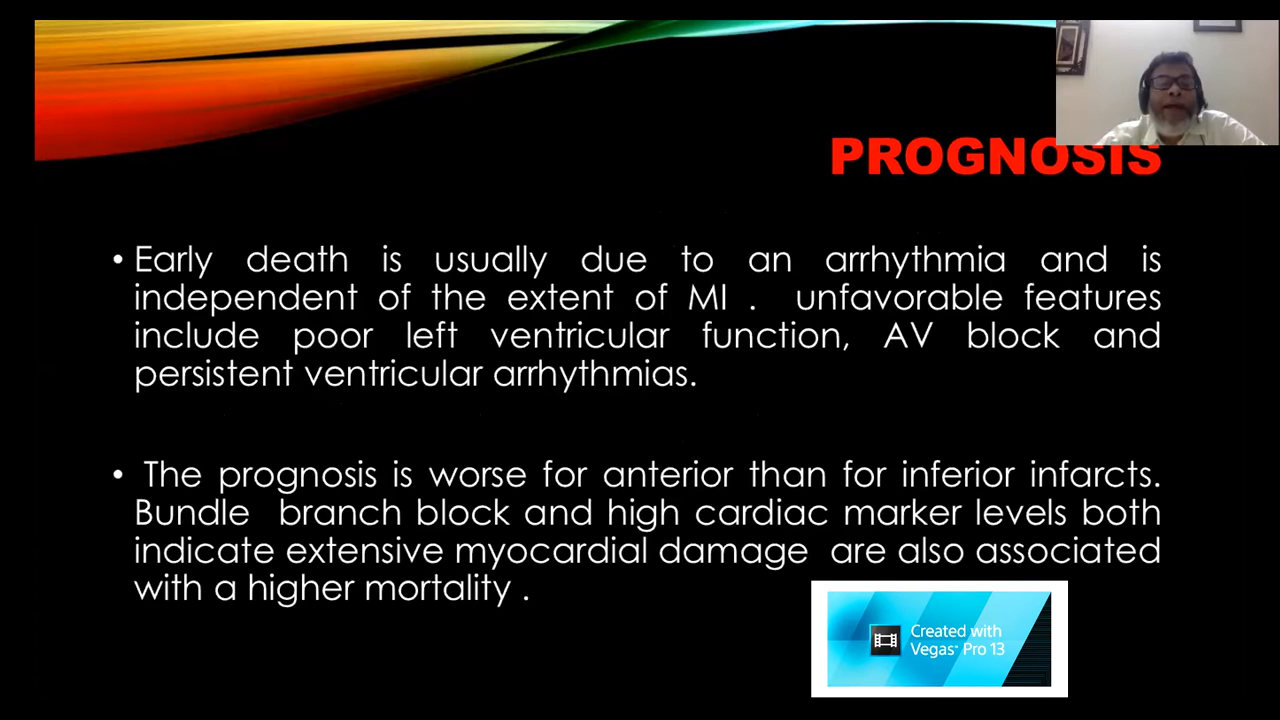 PROGNOSIS
• Early death is usually due to an arrhythmia and is
independent of the extent of MI . unfavorable features
include poor left ventricular function, AV block and
persistent ventricular arrhythmias.
• The prognosis is worse for anterior than for inferior infarcts.
Bundle branch block and high cardiac marker levels both
indicate extensive myocardial damage are also associated
with a higher mortality .
Created with
Vegas™ Pro 13